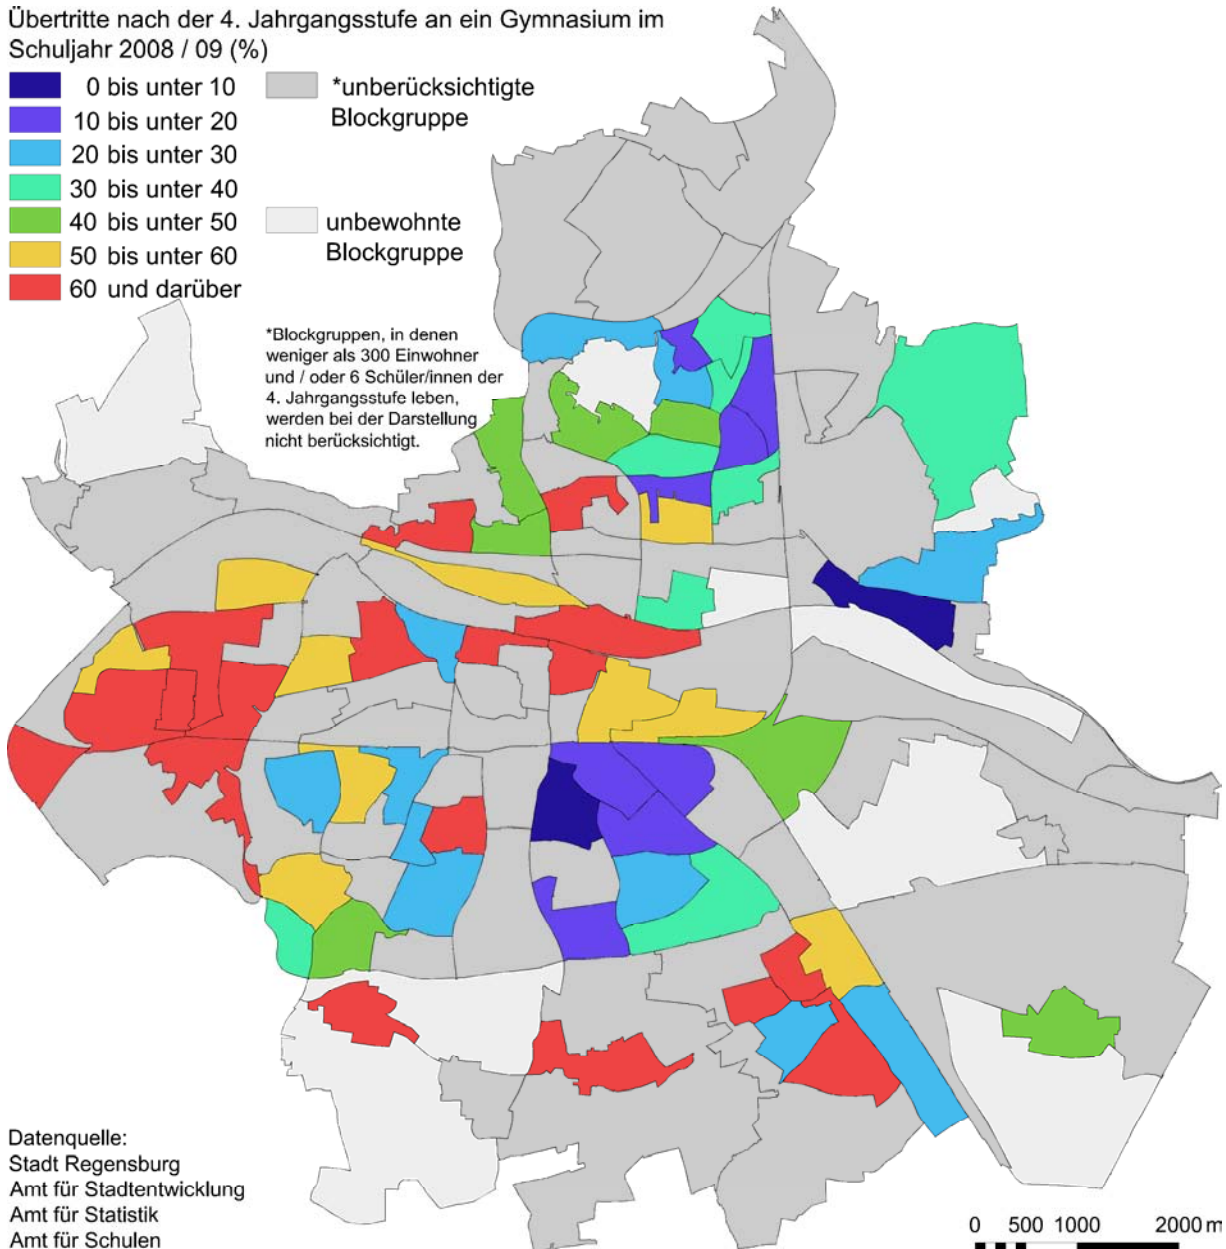 Übertritte nach der 4. Jahrgangsstufe an ein Gymnasium im
Schuljahr 2008 / 09 (%)
0 bis unter 10
10 bis unter 20
20 bis unter 30
30 bis unter 40
40 bis unter 50
50 bis unter 60
60 und darüber
*unberücksichtigte
Blockgruppe
unbewohnte
Blockgruppe
*Blockgruppen, in denen
weniger als 300 Einwohner
und / oder 6 Schüler/innen der
4. Jahrgangsstufe leben,
werden bei der Darstellung
nicht berücksichtigt.
Datenquelle:
Stadt Regensburg
Amt für Stadtentwicklung
Amt für Statistik
Amt für Schulen
0 500 1000 2000 m